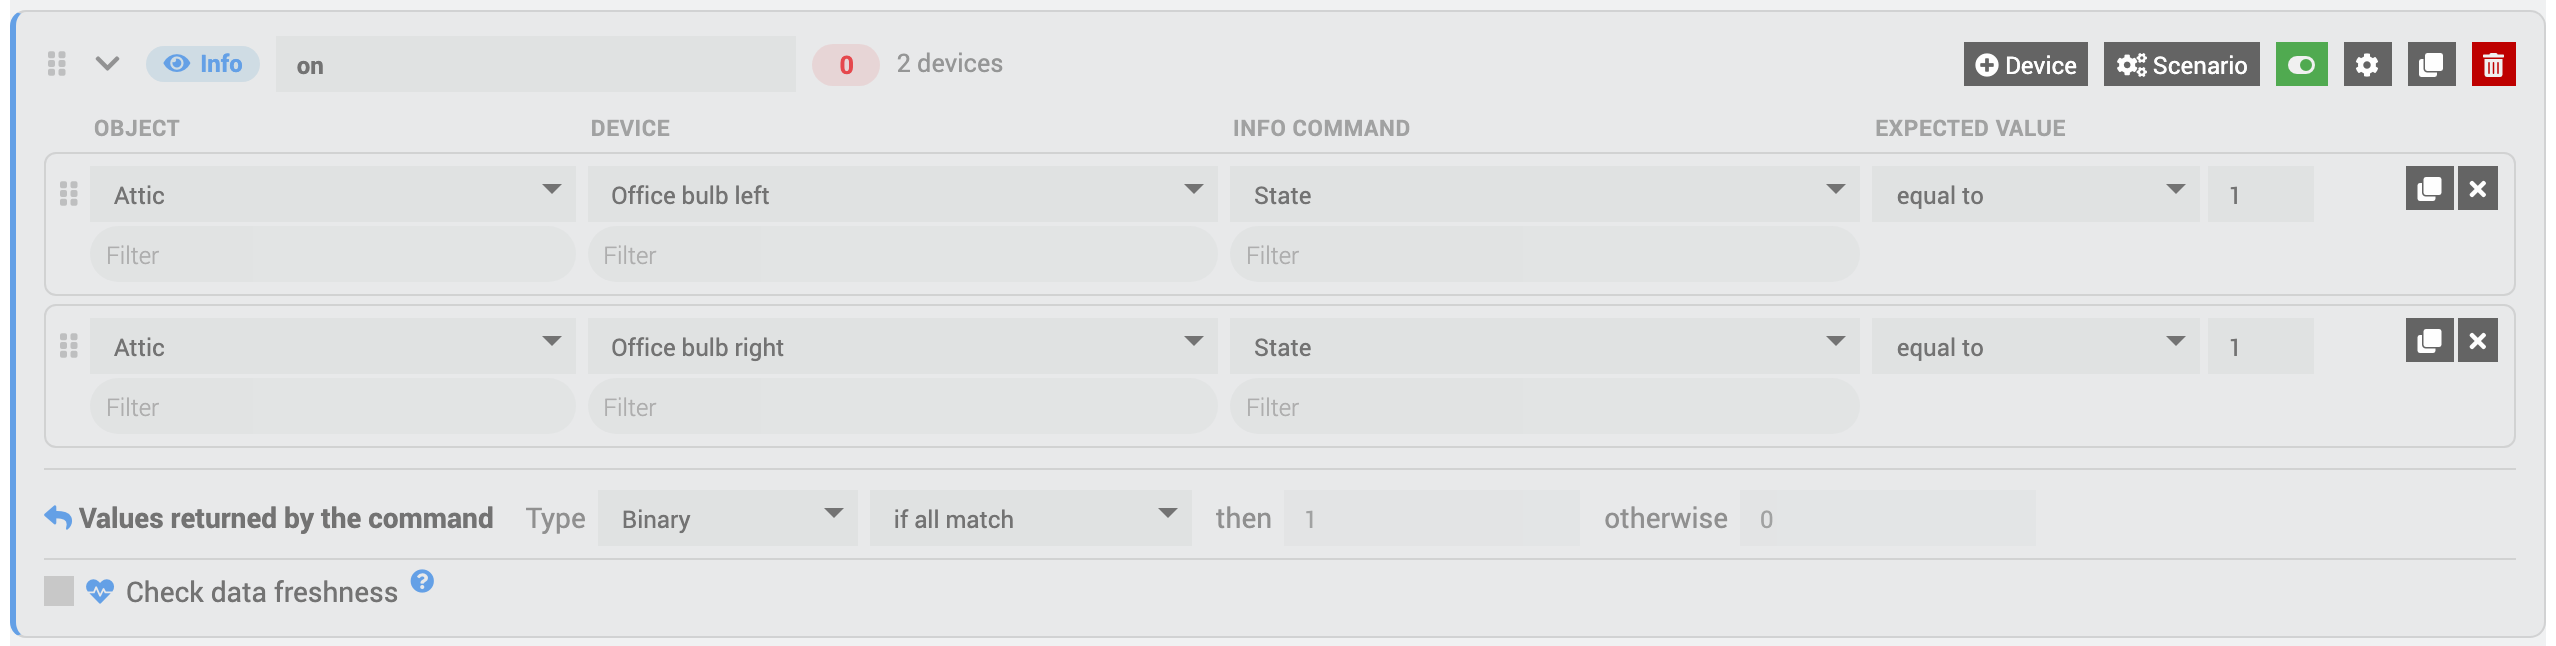 Info on 0 2 devices Device Scenario
OBJECT DEVICE INFO COMMAND EXPECTED VALUE
Attic Office bulb left State equal to 1
Filter Filter Filter
Attic Office bulb right State equal to 1
Filter Filter Filter
Values returned by the command Type Binary if all match then 1 otherwise 0
Check data freshness ?